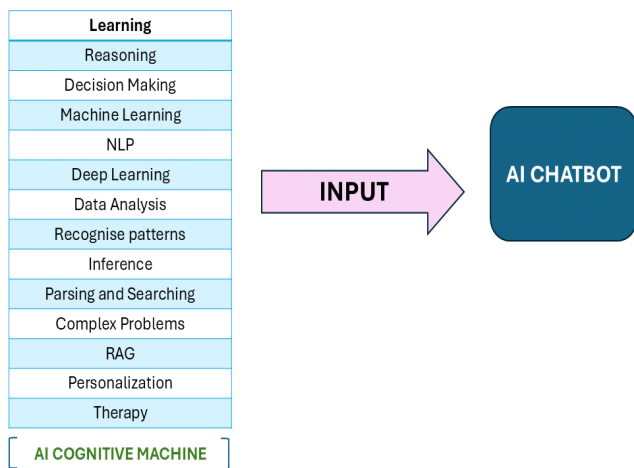 Learning
Reasoning
Decision Making
Machine Learning
NLP
Deep Learning
Data Analysis
Recognise patterns
Inference
Parsing and Searching
Complex Problems
RAG
Personalization
Therapy
AI COGNITIVE MACHINE
INPUT
AI CHATBOT